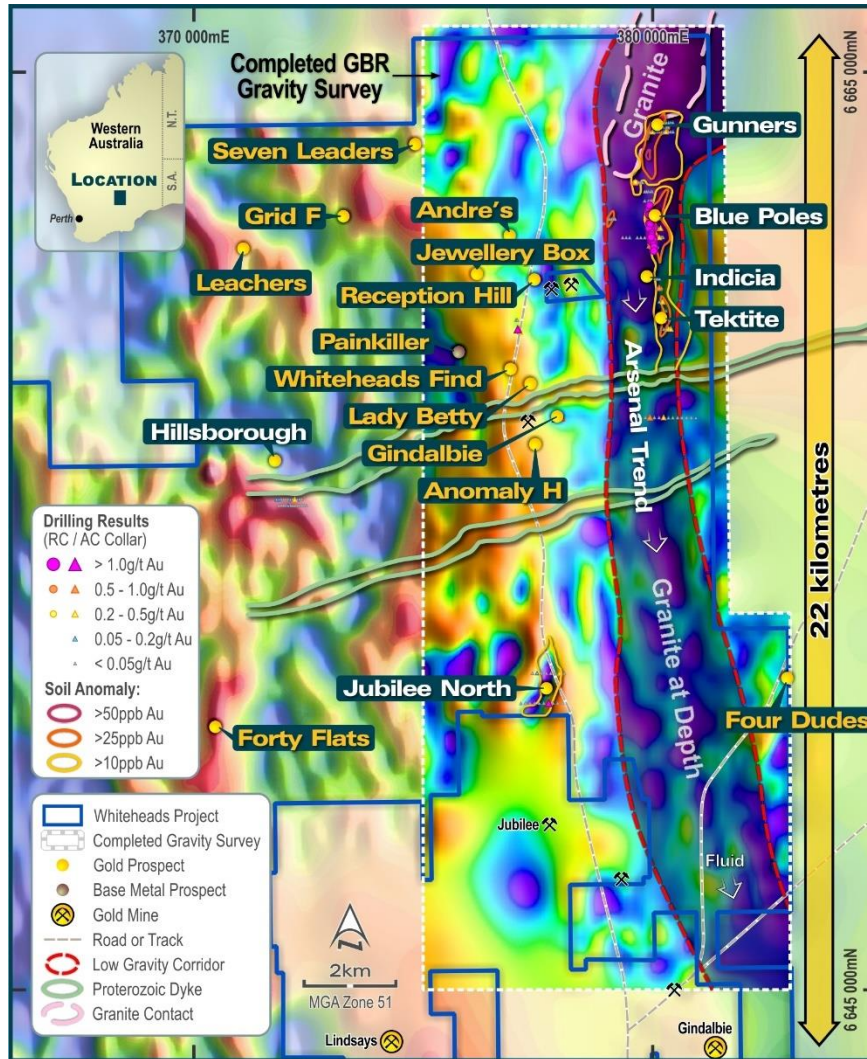 370 000mE
380 000mE
6 665 000mN
Completed GBR
Gravity Survey
Western
Australia
N.T.
S.A.
LOCATION
Perth
Granite
Gunners
Seven Leaders
Grid F
Andre's
Blue Poles
Leachers
Jewellery Box
Reception Hill
Indicia
Tektite
Painkiller
Whiteheads Find
Arsenal Trend
Lady Betty
Hillsborough
Gindalbie
Anomaly H
22 kilometres
Drilling Results
(RC / AC Collar)
> 1.0g/t Au
0.5 - 1.0g/t Au
0.2 - 0.5g/t Au
0.05 - 0.2g/t Au
< 0.05g/t Au
Soil Anomaly:
>50ppb Au
>25ppb Au
>10ppb Au
Granite at Depth
Jubilee North
Four Dudes
Forty Flats
Whiteheads Project
Completed Gravity Survey
Gold Prospect
Base Metal Prospect
Gold Mine
Road or Track
Low Gravity Corridor
Proterozoic Dyke
Granite Contact
Jubilee
Fluid
N
2km
MGA Zone 51
6 645 000mN
Lindsays
Gindalbie